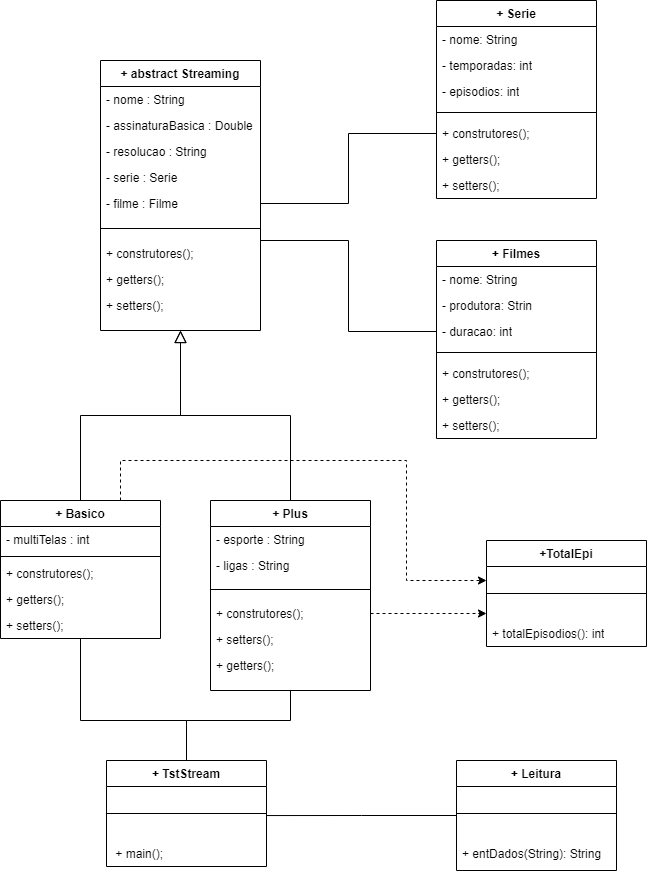 + Serie
- nome: String
- temporadas: int
- episodios: int
+ construtores();
+ getters();
+ setters();
+ abstract Streaming
- nome : String
- assinaturaBasica : Double
- resolucao : String
- serie : Serie
- filme : Filme
+ construtores();
+ getters();
+ setters();
+ Filmes
- nome: String
- produtora: Strin
- duracao: int
+ construtores();
+ getters();
+ setters();
+ Basico
- multiTelas : int
+ construtores();
+ getters();
+ setters();
+ Plus
- esporte : String
- ligas : String
+ construtores();
+ setters();
+ getters();
+TotalEpi
+ totalEpisodios(): int
+ TstStream
+ main();
+ Leitura
+ entDados(String): String